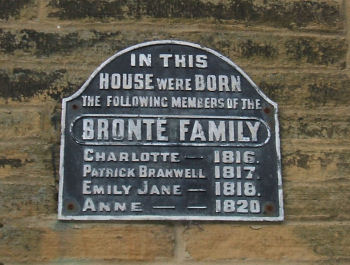 IN THIS
HOUSE WERE BORN
THE FOLLOWING MEMBERS OF THE
BRONTË FAMILY
CHARLOTTE — 1816.
PATRICK BRANWELL 1817.
EMILY JANE — 1818.
ANNE — — 1820